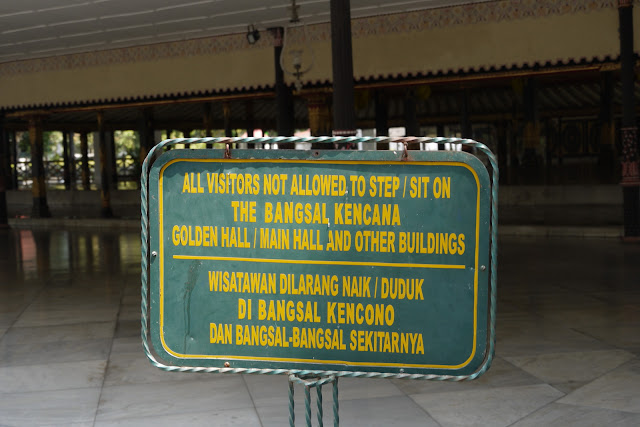 ALL VISITORS NOT ALLOWED TO STEP / SIT ON
THE BANGSAL KENCANA
GOLDEN HALL / MAIN HALL AND OTHER BUILDINGS
WISATAWAN DILARANG NAIK / DUDUK
DI BANGSAL KENCONO
DAN BANGSAL-BANGSAL SEKITARNYA